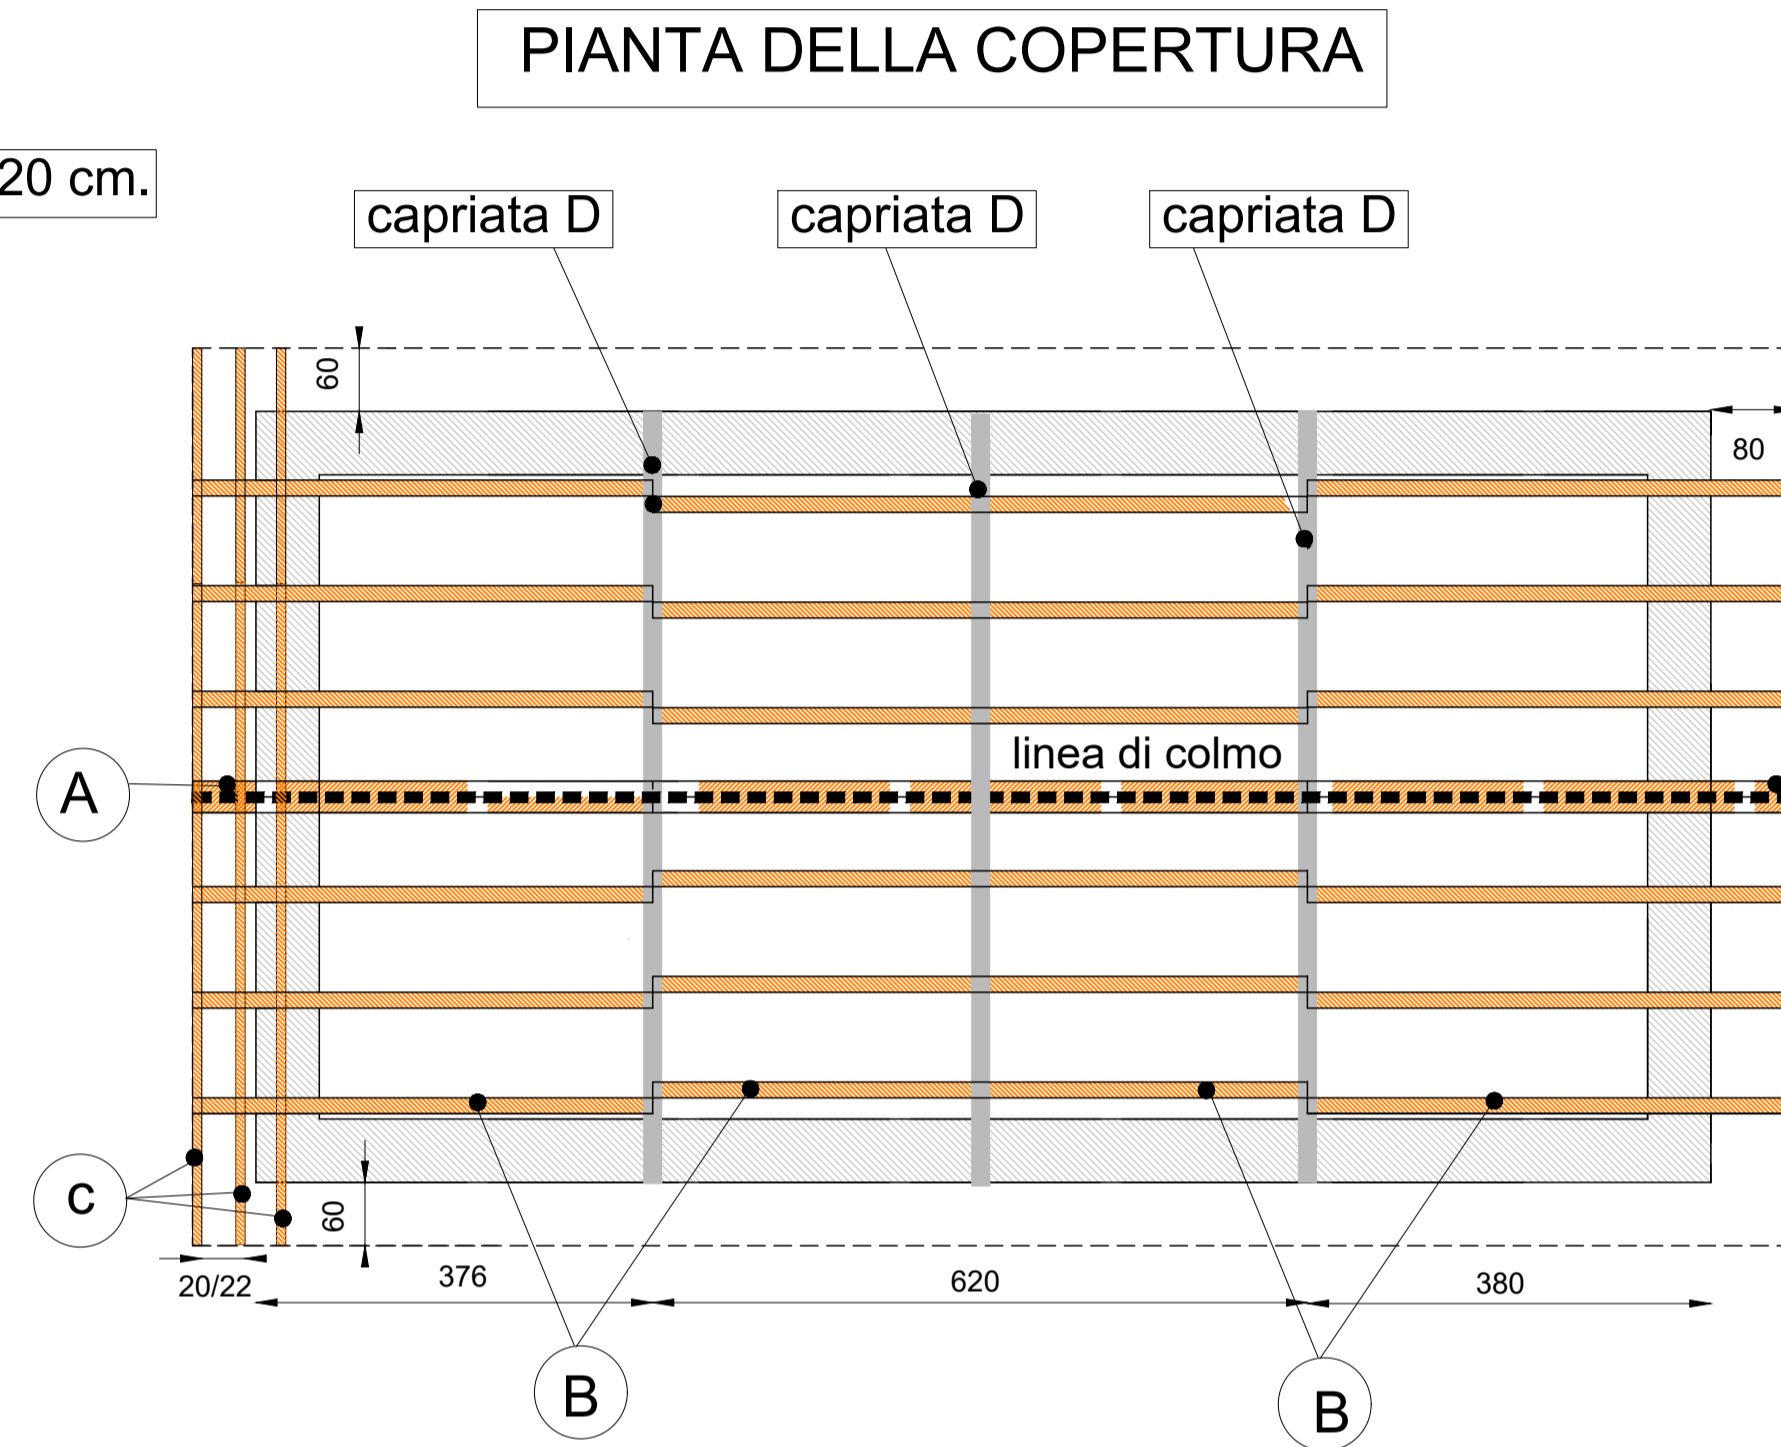 PIANTA DELLA COPERTURA
20 cm.
capriata D
capriata D
capriata D
60
80
linea di colmo
A
c
60
20/22
376
620
380
B
B